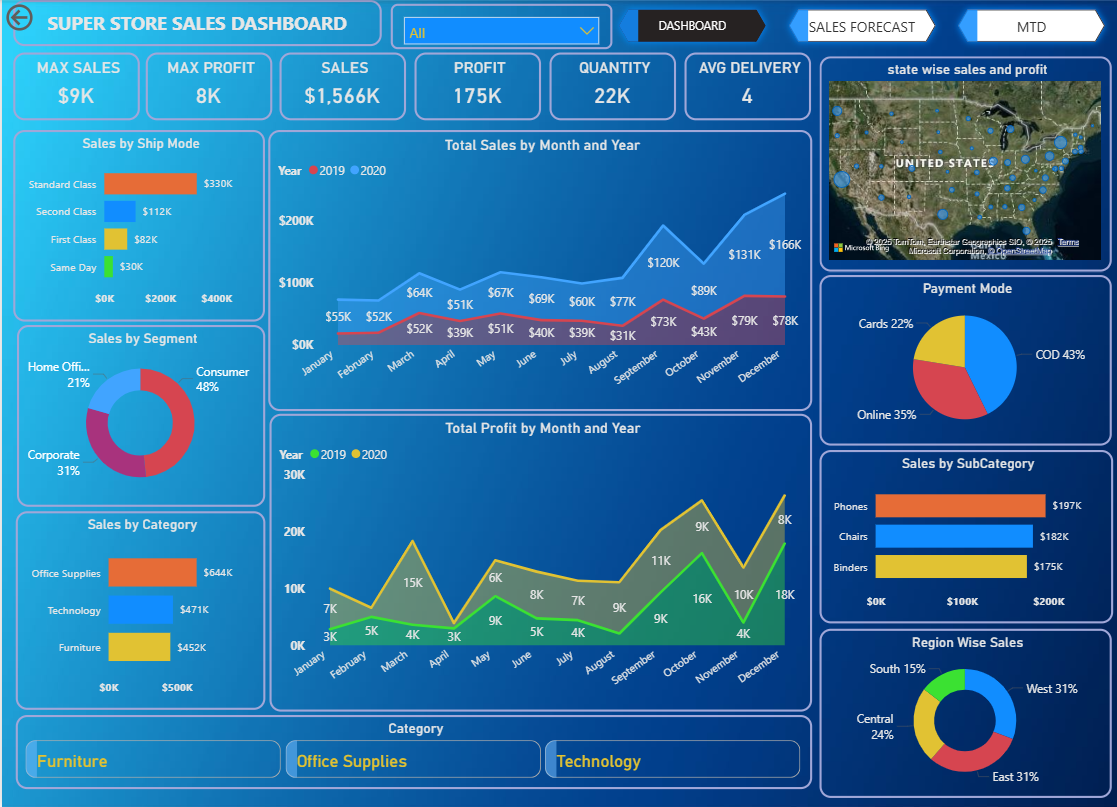 SUPER STORE SALES DASHBOARD
All
DASHBOARD
SALES FORECAST
MTD
MAX SALES
$9K
MAX PROFIT
8K
SALES
$1,566K
PROFIT
175K
QUANTITY
22K
AVG DELIVERY
4
Sales by Ship Mode
Standard Class $330K
Second Class $112K
First Class $82K
Same Day $30K
$0K $200K $400K
Sales by Segment
Home Offi... 21%
Consumer 48%
Corporate 31%
Sales by Category
Office Supplies $644K
Technology $471K
Furniture $452K
$0K $500K
Total Sales by Month and Year
Year 2019 2020
$200K
$100K
$0K
$55K $52K $64K $51K $67K $69K $60K $77K $120K $89K $131K $166K
$52K $39K $51K $40K $39K $31K $73K $43K $79K $78K
January February March April May June July August September October November December
Total Profit by Month and Year
Year 2019 2020
30K
20K
10K
0K
7K 15K 6K 8K 7K 9K 11K 9K 10K 8K
3K 5K 4K 3K 9K 5K 4K 9K 16K 4K 18K
January February March April May June July August September October November December
Category
Furniture
Office Supplies
Technology
state wise sales and profit
UNITED STATES
Microsoft Bing
© 2025 TomTom, Earthstar Geographics SIO, © 2025 Microsoft Corporation, © OpenStreetMap Terms
Payment Mode
Cards 22%
COD 43%
Online 35%
Sales by SubCategory
Phones $197K
Chairs $182K
Binders $175K
$0K $100K $200K
Region Wise Sales
South 15%
West 31%
Central 24%
East 31%